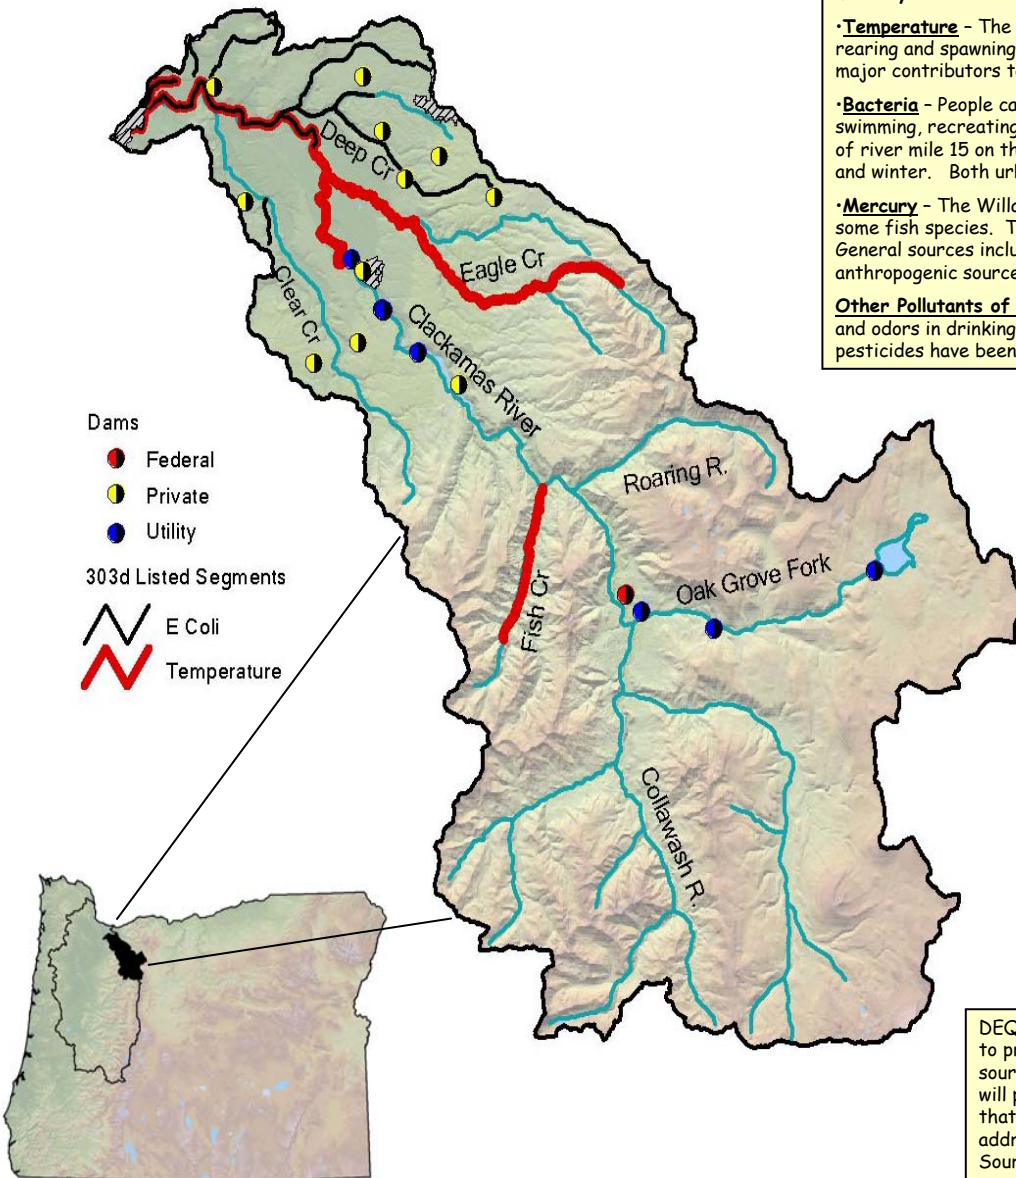 •Temperature – The
rearing and spawning
major contributors t
•Bacteria – People ca
swimming, recreating
of river mile 15 on th
and winter. Both url
•Mercury – The Willa
some fish species. T
General sources inclu
anthropogenic source
Other Pollutants of
and odors in drinking
pesticides have been
Deep Cr
Eagle Cr
Clear Cr
Clackamas River
Roaring R.
Oak Grove Fork
Fish Cr
Collawash R.
Dams
Federal
Private
Utility
303d Listed Segments
E Coli
Temperature
DEQ
to pr
sour
will p
that
addr
Sour